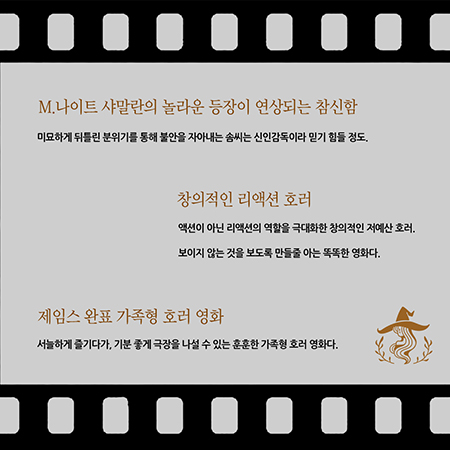 M.나이트 샤말란의 놀라운 등장이 연상되는 참신함
미묘하게 뒤틀린 분위기를 통해 불안을 자아내는 솜씨는 신인감독이라 믿기 힘들 정도.
창의적인 리액션 호러
액션이 아닌 리액션의 역할을 극대화한 창의적인 저예산 호러.
보이지 않는 것을 보도록 만들줄 아는 똑똑한 영화다.
제임스 완표 가족형 호러 영화
서늘하게 즐기다가, 기분 좋게 극장을 나설 수 있는 훈훈한 가족형 호러 영화다.